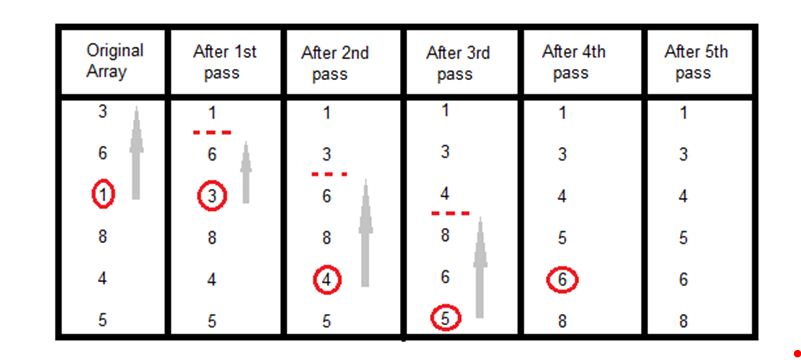 Original Array After 1st pass After 2nd pass After 3rd pass After 4th pass After 5th pass
3 1 1 1 1 1
6 6 3 3 3 3
1 3 6 4 4 4
8 8 8 8 5 5
4 4 4 6 6 6
5 5 5 5 8 8